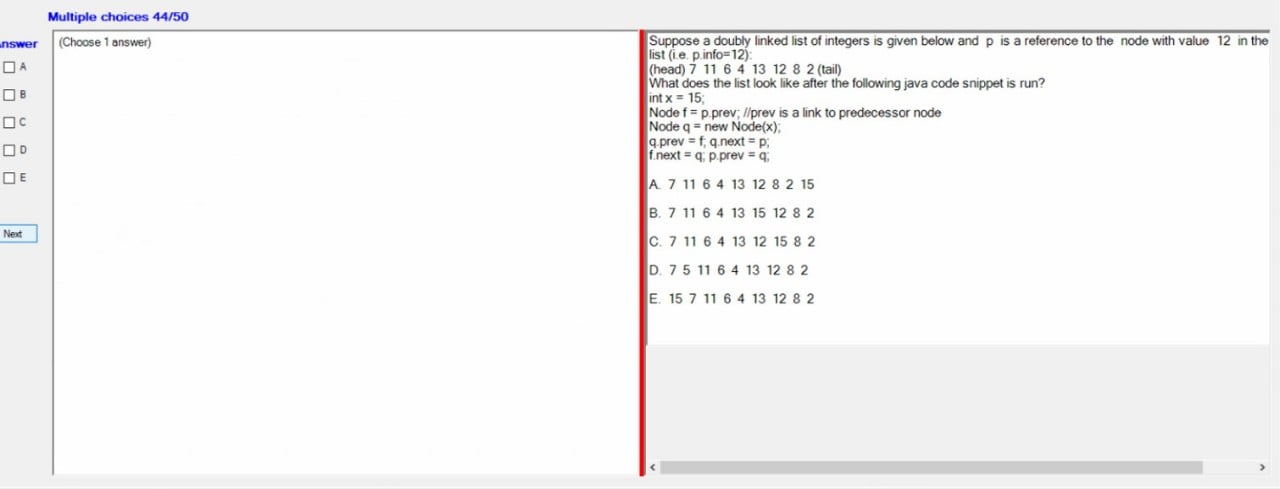 Multiple choices 44/50
nswer
(Choose 1 answer)
A
B
C
D
E
Next
Suppose a doubly linked list of integers is given below and p is a reference to the node with value 12 in the
list (i.e. p.info=12):
(head) 7 11 6 4 13 12 8 2 (tail)
What does the list look like after the following java code snippet is run?
int x = 15;
Node f = p.prev; //prev is a link to predecessor node
Node q = new Node(x);
q.prev = f; q.next = p;
f.next = q; p.prev = q;
A. 7 11 6 4 13 12 8 2 15
B. 7 11 6 4 13 15 12 8 2
C. 7 11 6 4 13 12 15 8 2
D. 7 5 11 6 4 13 12 8 2
E. 15 7 11 6 4 13 12 8 2